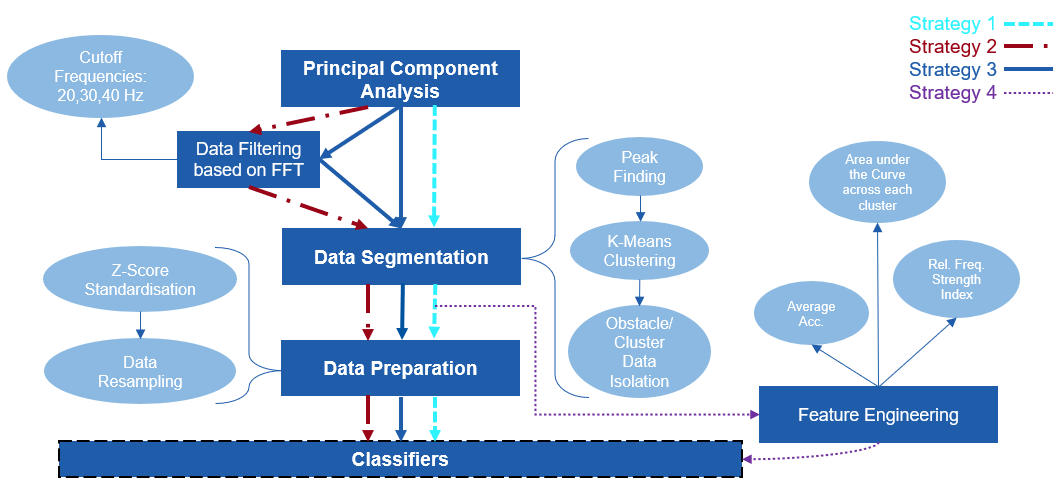 Strategy 1
Strategy 2
Strategy 3
Strategy 4
Cutoff
Frequencies:
20,30,40 Hz
Principal Component
Analysis
Data Filtering
based on FFT
Peak
Finding
Area under
the Curve
across each
cluster
Data Segmentation
K-Means
Clustering
Z-Score
Standardisation
Rel. Freq.
Strength
Index
Average
Acc.
Obstacle/
Cluster
Data
Isolation
Data
Resampling
Data Preparation
Feature Engineering
Classifiers